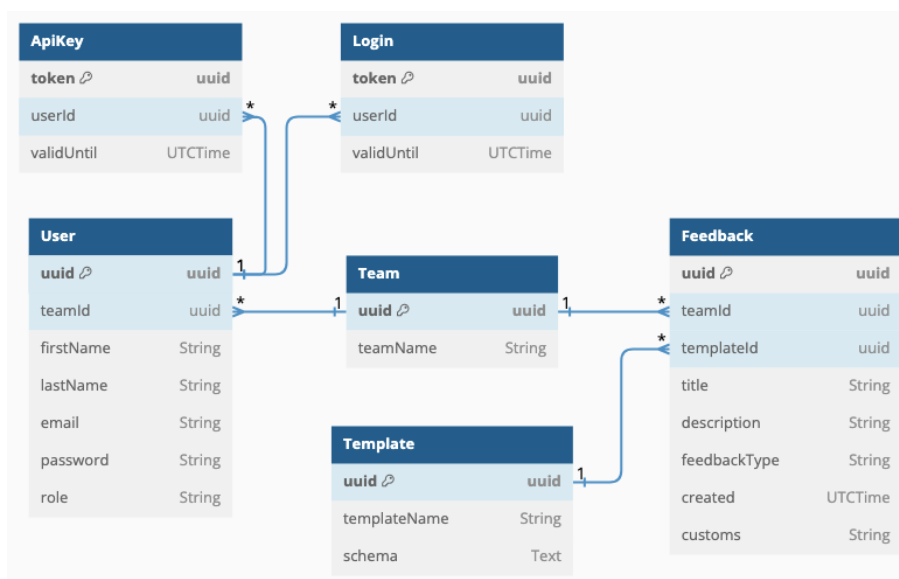 ApiKey
token uuid
userId uuid
validUntil UTCTime
Login
token uuid
userId uuid
validUntil UTCTime
*
*
User
uuid uuid
teamId uuid
firstName String
lastName String
email String
password String
role String
1
*
1
Team
uuid uuid
teamName String
1
*
*
Feedback
uuid uuid
teamId uuid
templateId uuid
title String
description String
feedbackType String
created UTCTime
customs String
Template
uuid uuid
templateName String
schema Text
1